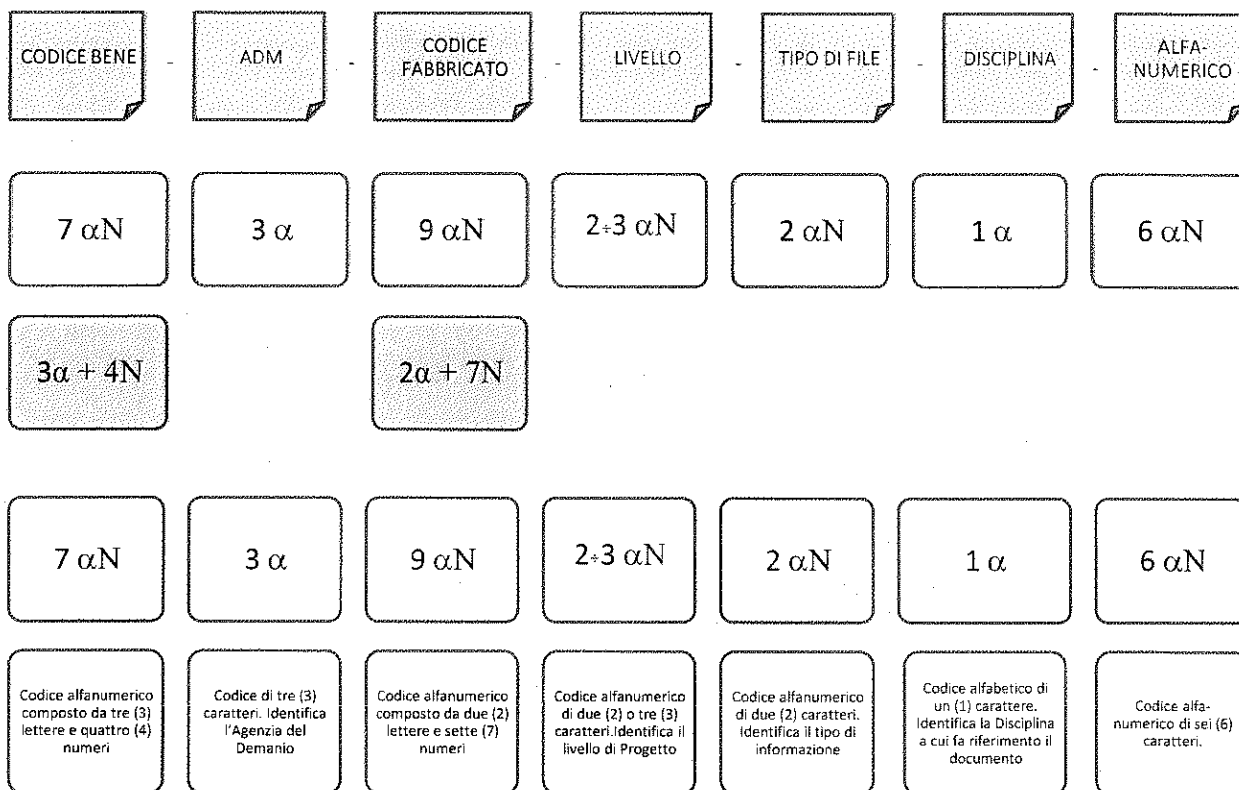 CODICE BENE - ADM - CODICE
FABBRICATO - LIVELLO - TIPO DI FILE - DISCIPLINA - ALFA-
NUMERICO
7 αN
3 α
9 αN
2÷3 αN
2 αN
1 α
6 αN
3α + 4N
2α + 7N
7 αN
3 α
9 αN
2÷3 αN
2 αN
1 α
6 αN
Codice alfanumerico
composto da tre (3)
lettere e quattro (4)
numeri
Codice di tre (3)
caratteri. Identifica
l'Agenzia del
Demanio
Codice alfanumerico
composto da due (2)
lettere e sette (7)
numeri
Codice alfanumerico
di due (2) o tre (3)
caratteri.Identifica il
livello di Progetto
Codice alfanumerico
di due (2) caratteri.
Identifica il tipo di
informazione
Codice alfabetico di
un (1) carattere.
Identifica la Disciplina
a cui fa riferimento il
documento
Codice alfa-
numerico di sei (6)
caratteri.